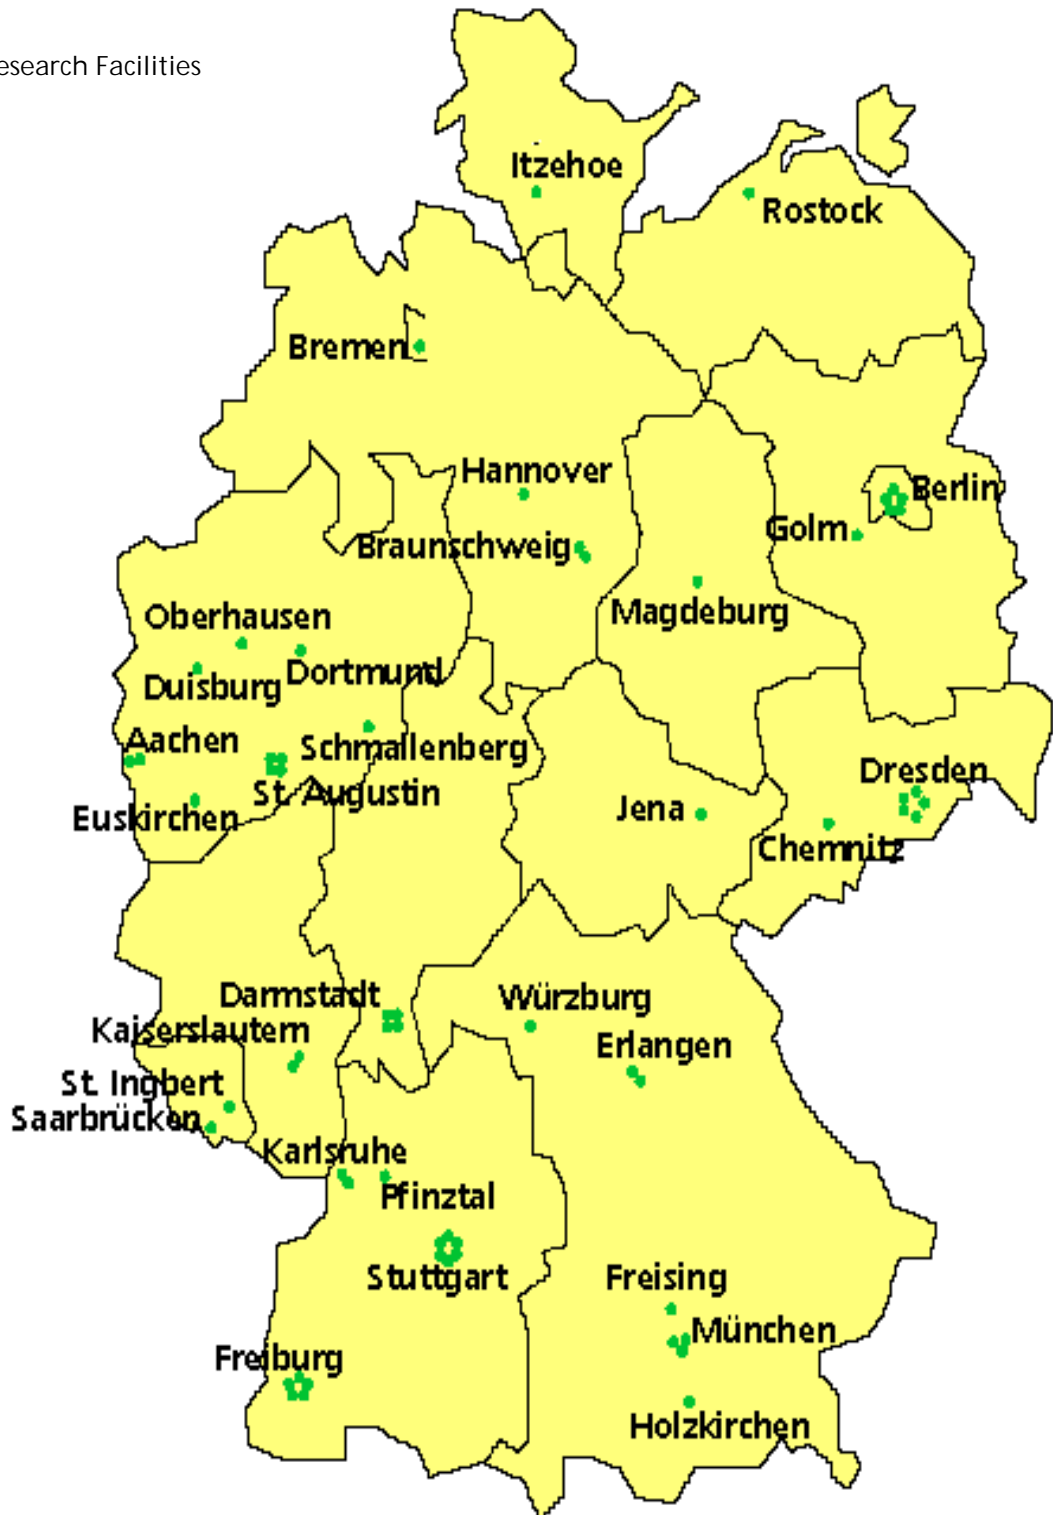 esearch Facilities
Itzehoe
Rostock
Bremen
Hannover
Berlin
Golm
Braunschweig
Magdeburg
Oberhausen
Dortmund
Duisburg
Aachen
Schmallenberg
Dresden
St. Augustin
Jena
Euskirchen
Chemnitz
Darmstadt
Würzburg
Kaiserslautern
Erlangen
St. Ingbert
Saarbrücken
Karlsruhe
Pfinztal
Stuttgart
Freising
München
Freiburg
Holzkirchen